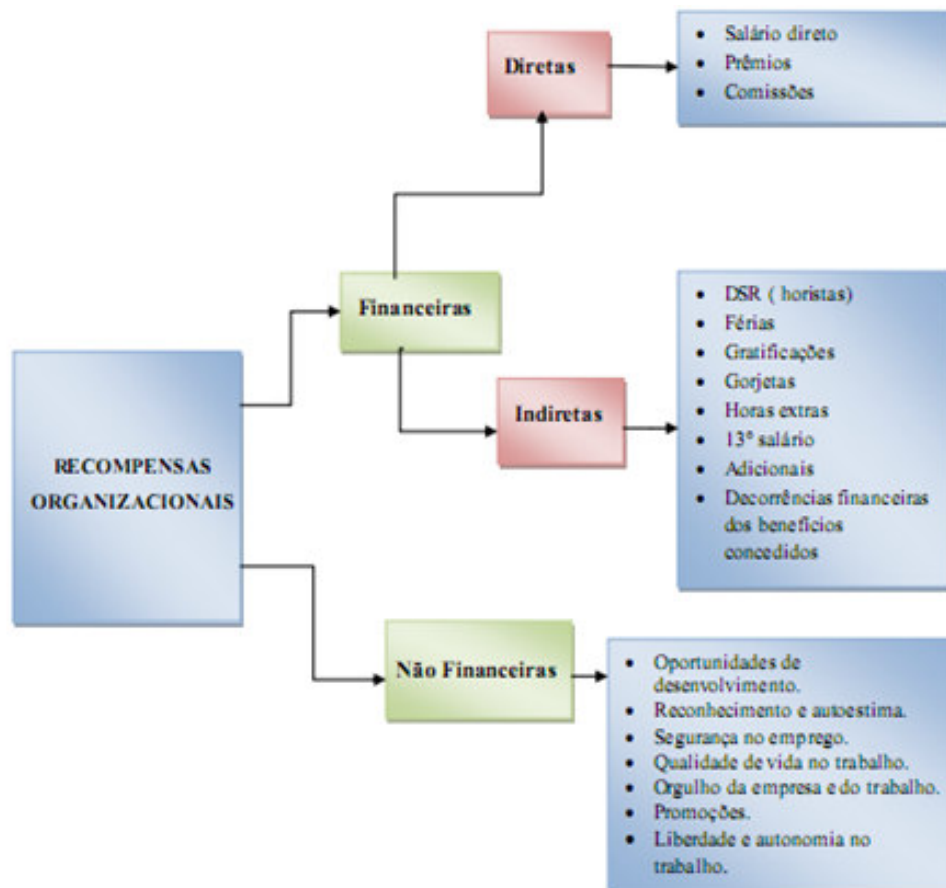 Diretas
• Salário direto
• Prêmios
• Comissões
Financeiras
Indiretas
• DSR ( horistas)
• Férias
• Gratificações
• Gorjetas
• Horas extras
• 13º salário
• Adicionais
• Decorrências financeiras
dos benefícios
concedidos
RECOMPENSAS
ORGANIZACIONAIS
Não Financeiras
• Oportunidades de
desenvolvimento.
• Reconhecimento e autoestima.
• Segurança no emprego.
• Qualidade de vida no trabalho.
• Orgulho da empresa e do trabalho.
• Promoções.
• Liberdade e autonomia no
trabalho.